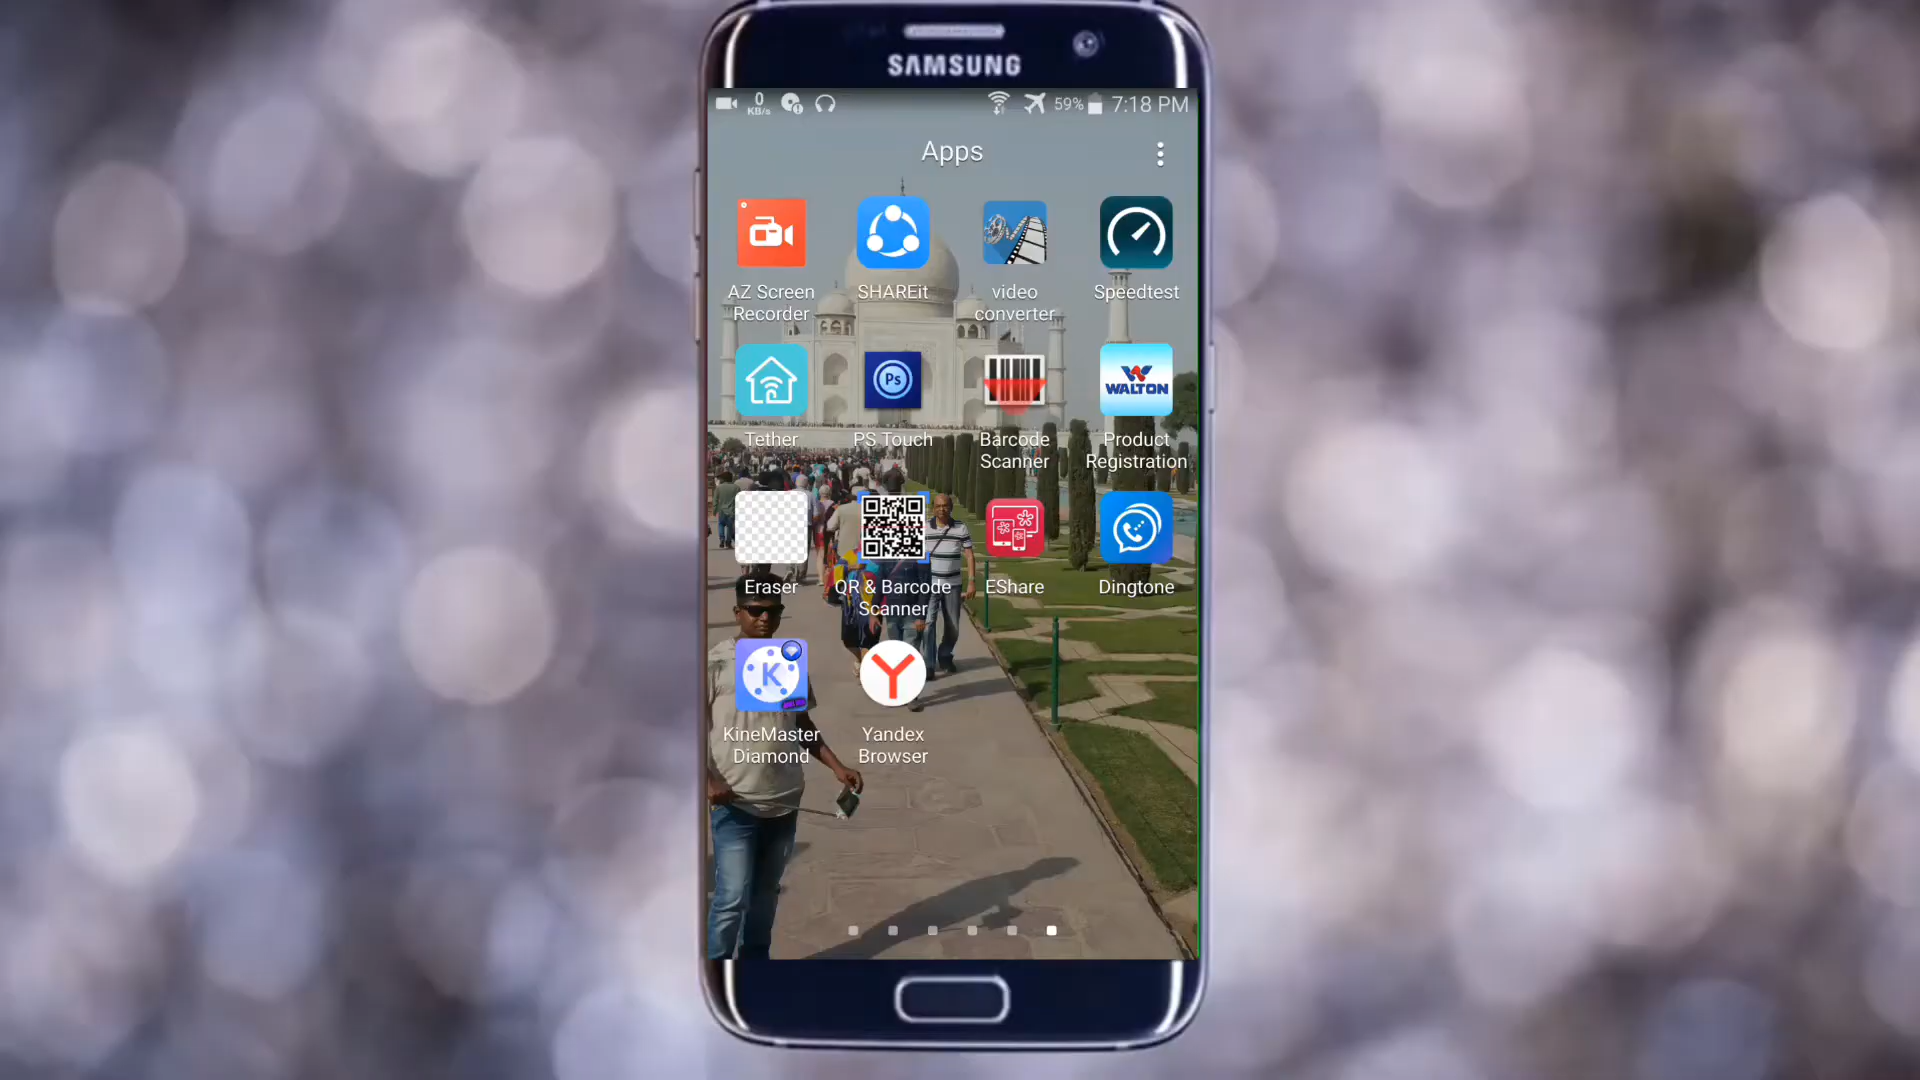 SAMSUNG
0
KB/s
59%
7:18 PM
Apps
AZ Screen
Recorder
SHAREit
video
converter
Speedtest
Tether
Ps
PS Touch
Barcode
Scanner
WALTON
Product
Registration
Eraser
QR & Barcode
Scanner
EShare
Dingtone
K
KineMaster
Diamond
Y
Yandex
Browser